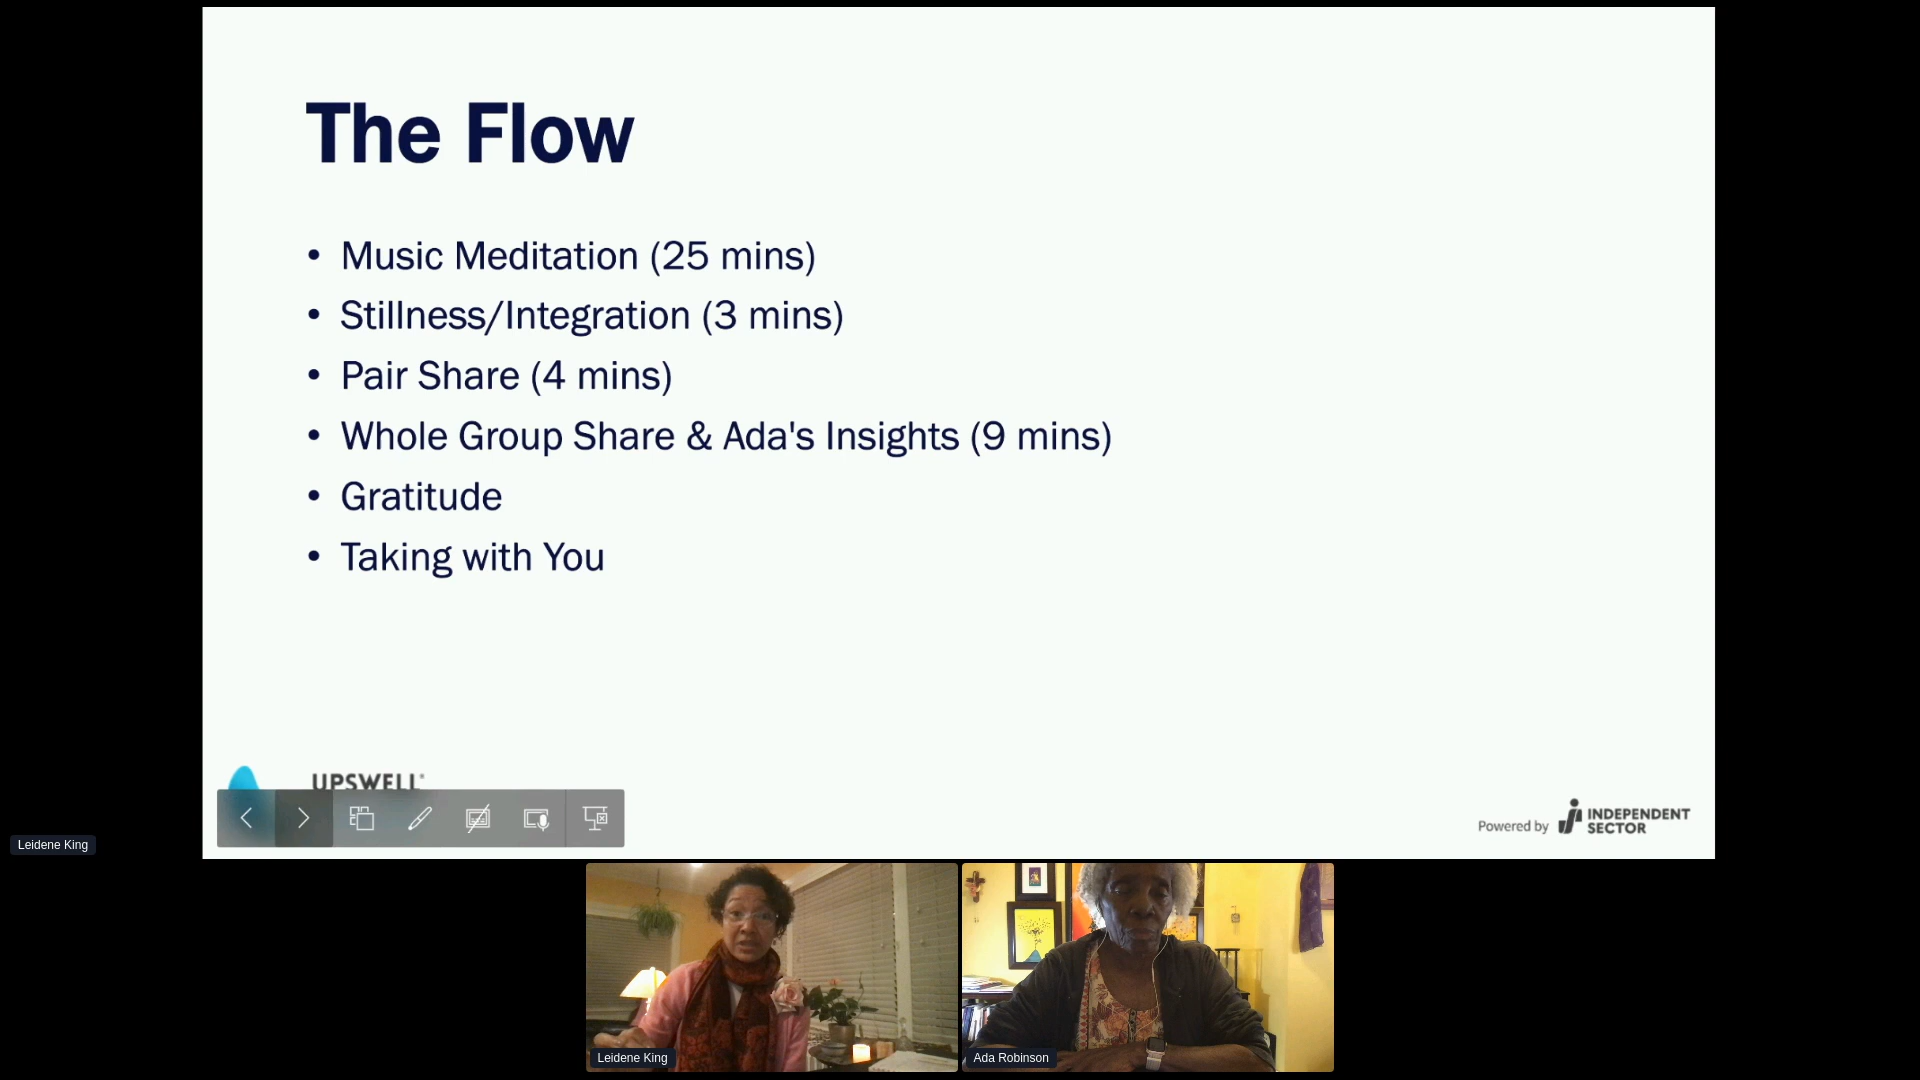 The Flow
• Music Meditation (25 mins)
• Stillness/Integration (3 mins)
• Pair Share (4 mins)
• Whole Group Share & Ada's Insights (9 mins)
• Gratitude
• Taking with You
UPSWELL
Powered by INDEPENDENT SECTOR
Leidene King
Leidene King
Ada Robinson